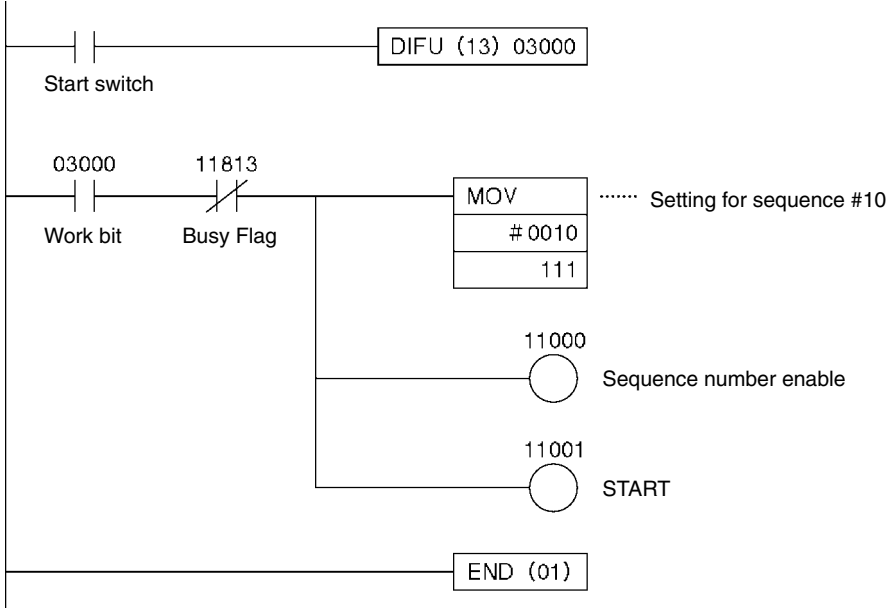 DIFU (13) 03000
Start switch
03000 11813
MOV
Setting for sequence #10
#0010
Work bit Busy Flag
111
11000
Sequence number enable
11001
START
END (01)